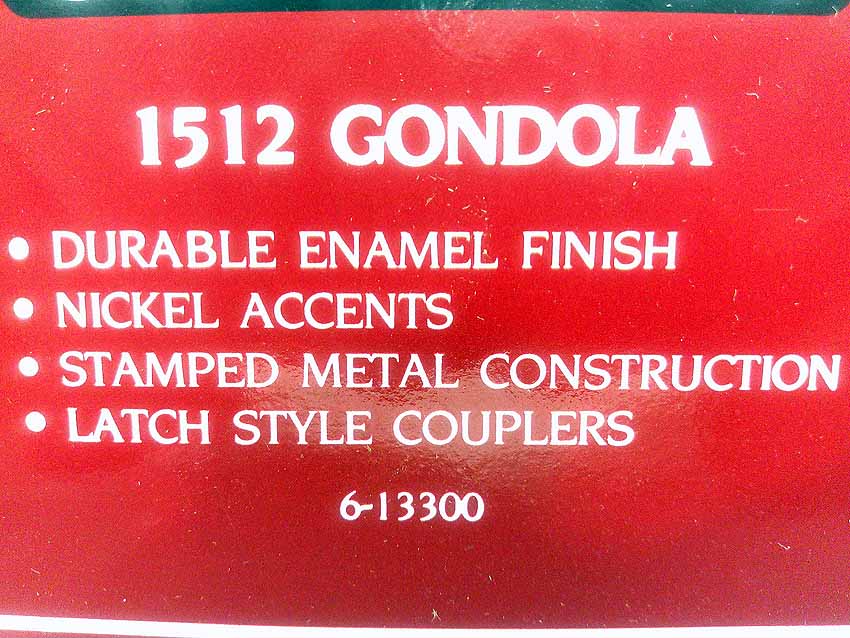 1512 GONDOLA
• DURABLE ENAMEL FINISH
• NICKEL ACCENTS
• STAMPED METAL CONSTRUCTION
• LATCH STYLE COUPLERS
6-13300